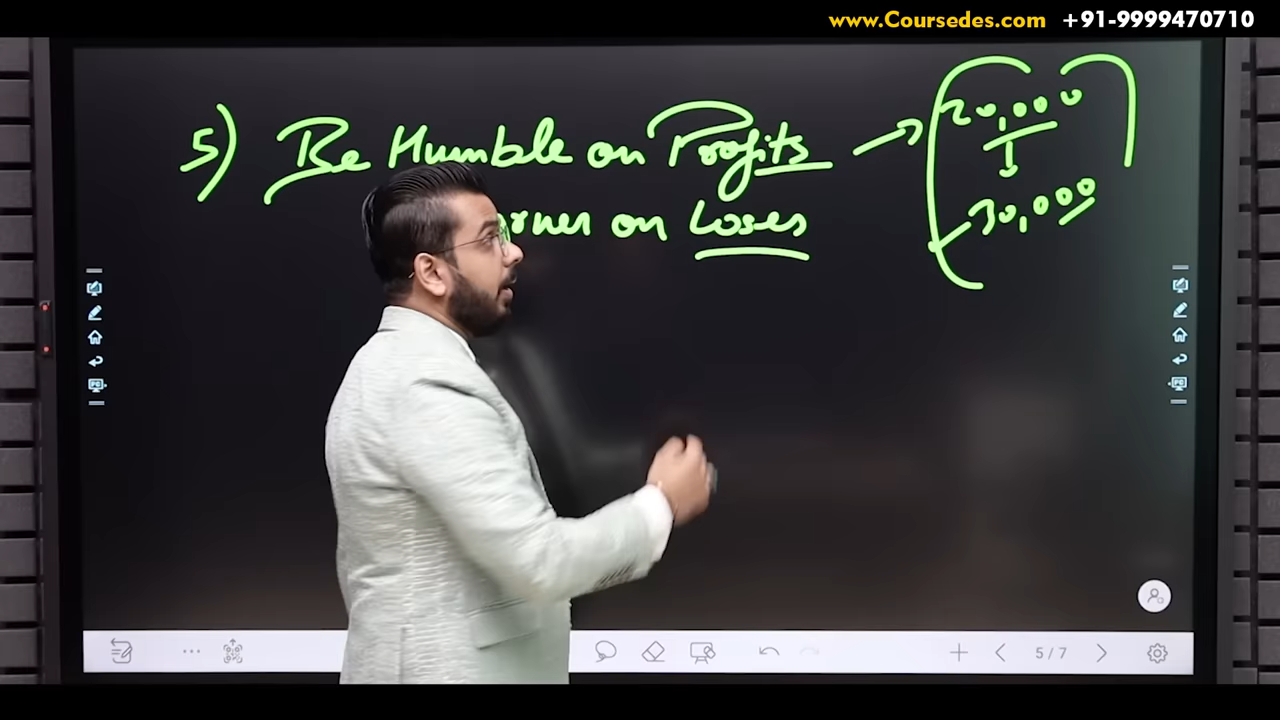 www.Coursedes.com +91-9999470710
5) Be Humble on Profits → 20,000
on Loses
30,000
5/7